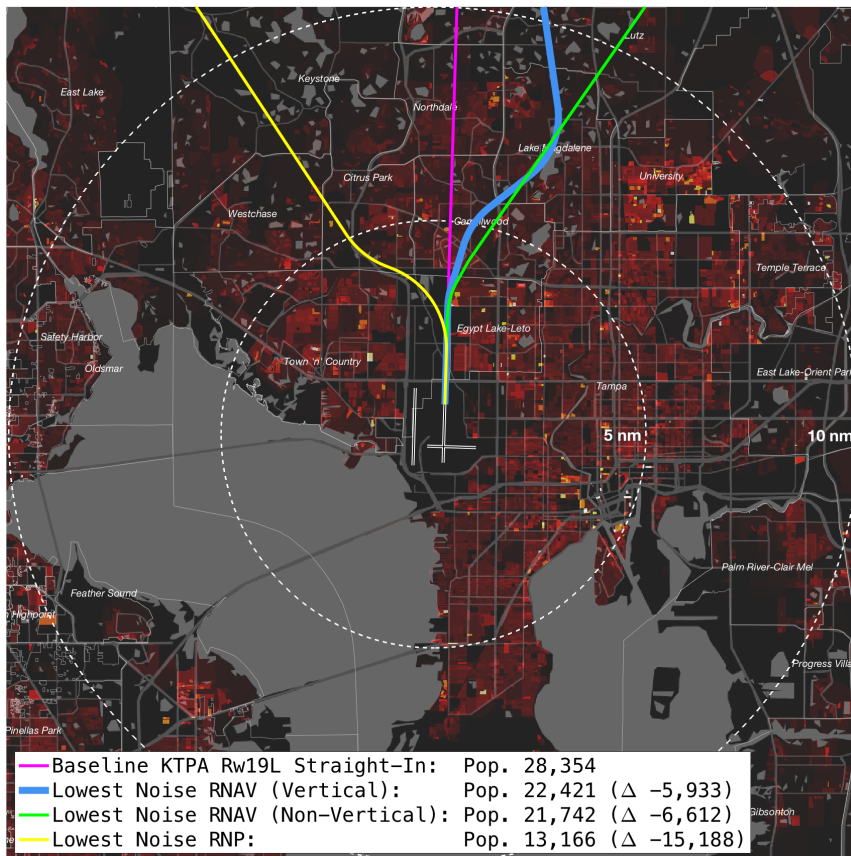 Lutz
Keystone
East Lake
Northdale
Lake Magdalene
Citrus Park
University
Westchase
Carrollwood
Temple Terrace
Egypt Lake-Leto
Safety Harbor
Town 'n' Country
Oldsmar
East Lake-Orient Park
Tampa
5 nm
10 nm
Palm River-Clair Mel
Feather Sound
Highpoint
Progress Villa
Pinellas Park
Baseline KTPA Rw19L Straight-In: Pop. 28,354
Lowest Noise RNAV (Vertical): Pop. 22,421 (Δ -5,933)
Lowest Noise RNAV (Non-Vertical): Pop. 21,742 (Δ -6,612)
Lowest Noise RNP: Pop. 13,166 (Δ -15,188)
Gibsonton